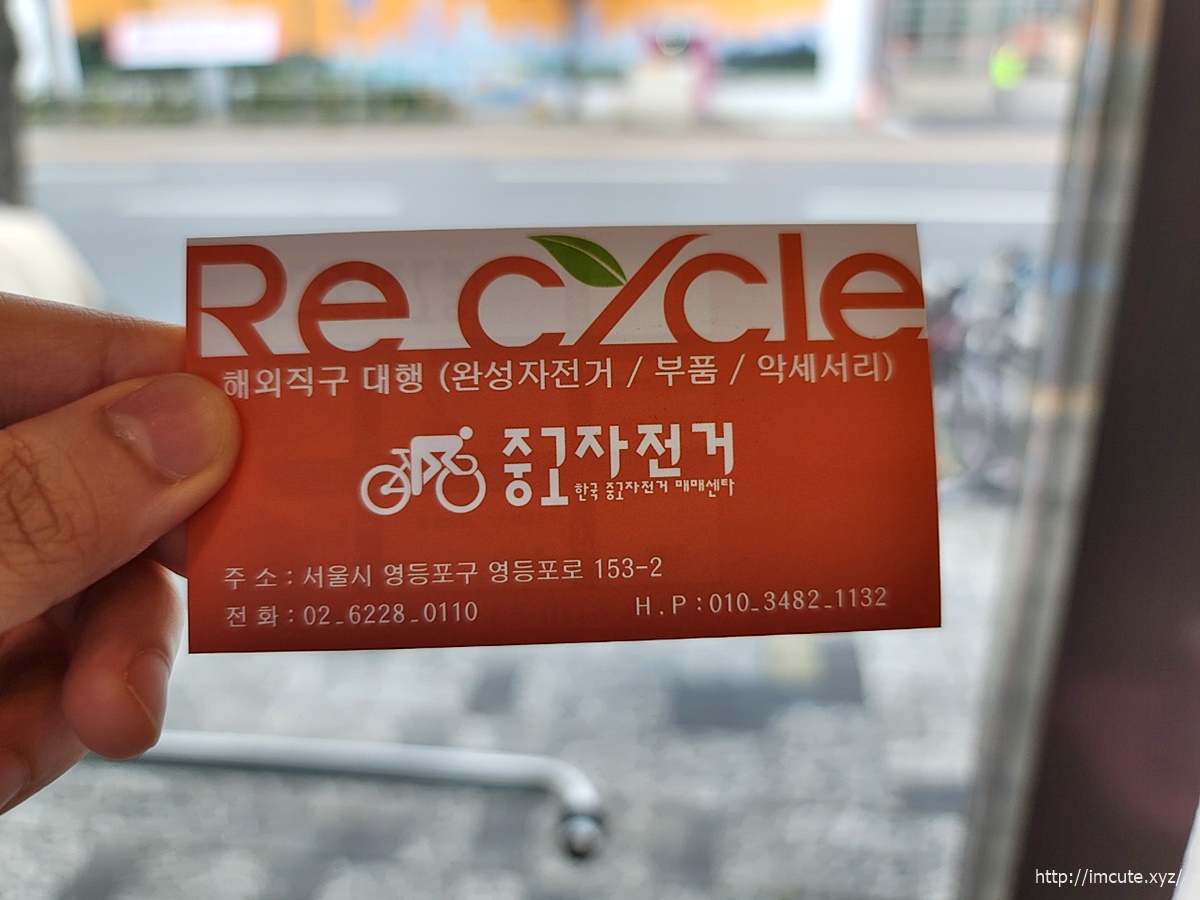 Re cycle
해외직구 대행 (완성자전거 / 부품 / 악세서리)
중고자전거
한국 중고자전거 매매센타
주 소 : 서울시 영등포구 영등포로 153-2
전 화 : 02_6228_0110
H . P : 010_3482_1132
http://imcute.xyz/